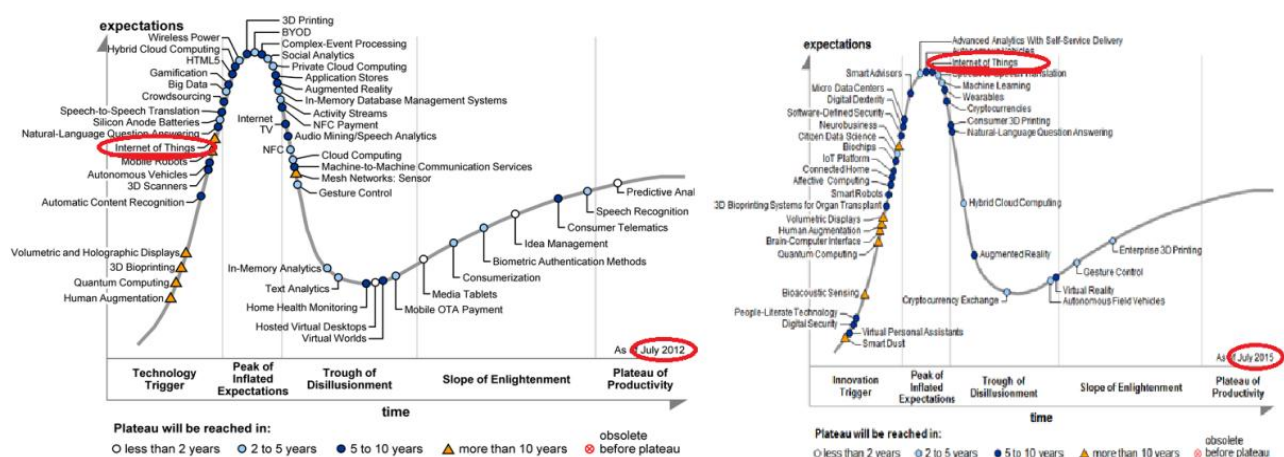 expectations
3D Printing
BYOD
Wireless Power
Complex-Event Processing
Hybrid Cloud Computing
Social Analytics
HTML5
Private Cloud Computing
Gamification
Application Stores
Big Data
Augmented Reality
Crowdsourcing
In-Memory Database Management Systems
Speech-to-Speech Translation
Activity Streams
Silicon Anode Batteries
NFC Payment
Natural-Language Question Answering
Internet
TV
Audio Mining/Speech Analytics
Internet of Things
NFC
Cloud Computing
Mobile Robots
Machine-to-Machine Communication Services
Autonomous Vehicles
Mesh Networks: Sensor
3D Scanners
Gesture Control
Automatic Content Recognition
Predictive Anal
Speech Recognition
Consumer Telematics
Idea Management
Volumetric and Holographic Displays
Biometric Authentication Methods
3D Bioprinting
In-Memory Analytics
Consumerization
Quantum Computing
Text Analytics
Media Tablets
Human Augmentation
Home Health Monitoring
Mobile OTA Payment
Hosted Virtual Desktops
Virtual Worlds
As of July 2012
Technology
Trigger
Peak of
Inflated
Expectations
Trough of
Disillusionment
Slope of Enlightenment
Plateau of
Productivity
time
Plateau will be reached in:
less than 2 years
2 to 5 years
5 to 10 years
more than 10 years
obsolete
before plateau
expectations
Advanced Analytics With Self-Service Delivery
Autonomous Vehicles
Internet of Things
Smart Advisors
Speech-to-Speech Translation
Micro Data Centers
Machine Learning
Digital Dexterity
Wearables
Software-Defined Security
Cryptocurrencies
Neurobusiness
Consumer 3D Printing
Citizen Data Science
Natural-Language Question Answering
Biochips
IoT Platform
Connected Home
Affective Computing
Smart Robots
3D Bioprinting Systems for Organ Transplant
Hybrid Cloud Computing
Volumetric Displays
Human Augmentation
Brain-Computer Interface
Quantum Computing
Augmented Reality
Enterprise 3D Printing
Gesture Control
Bioacoustic Sensing
Virtual Reality
Cryptocurrency Exchange
Autonomous Field Vehicles
People-Literate Technology
Digital Security
Virtual Personal Assistants
Smart Dust
As of July 2015
Innovation
Trigger
Peak of
Inflated
Expectations
Trough of
Disillusionment
Slope of Enlightenment
Plateau of
Productivity
time
Plateau will be reached in:
less than 2 years
2 to 5 years
5 to 10 years
more than 10 years
obsolete
before plateau